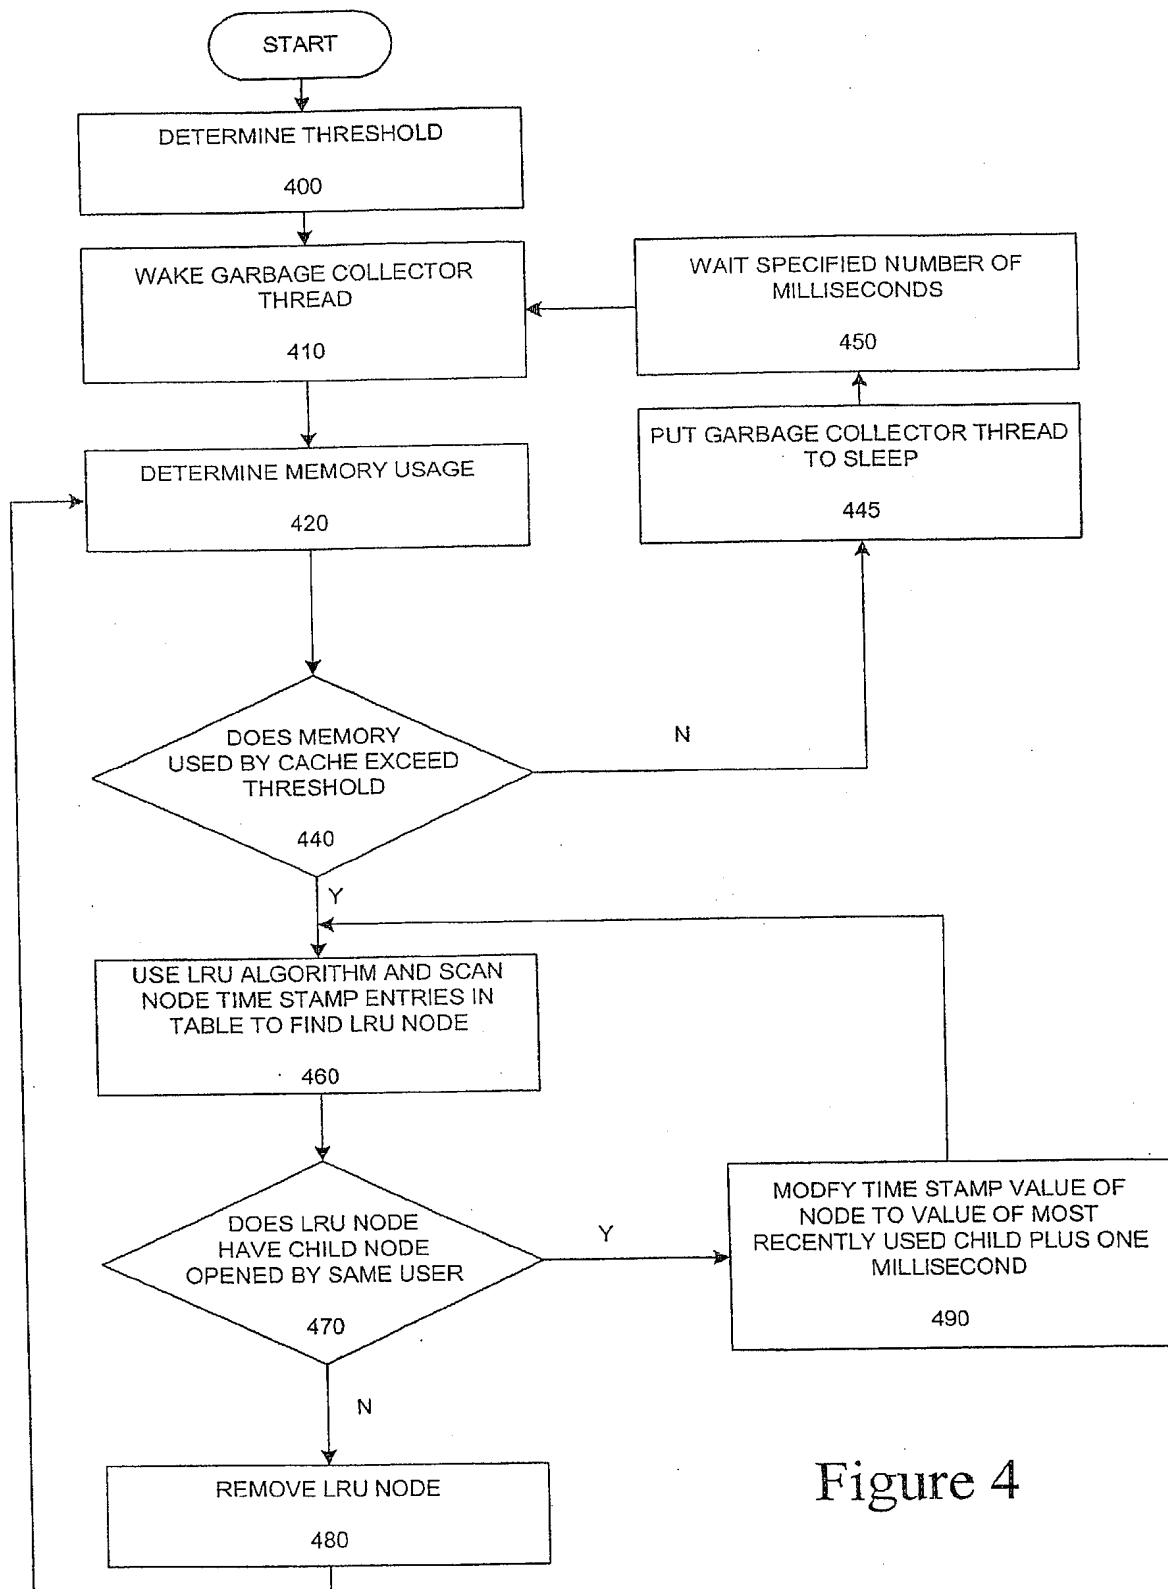 START
DETERMINE THRESHOLD
400
WAKE GARBAGE COLLECTOR
THREAD
410
WAIT SPECIFIED NUMBER OF
MILLISECONDS
450
PUT GARBAGE COLLECTOR THREAD
TO SLEEP
445
DETERMINE MEMORY USAGE
420
DOES MEMORY
USED BY CACHE EXCEED
THRESHOLD
440
N
Y
USE LRU ALGORITHM AND SCAN
NODE TIME STAMP ENTRIES IN
TABLE TO FIND LRU NODE
460
DOES LRU NODE
HAVE CHILD NODE
OPENED BY SAME USER
470
Y
MODFY TIME STAMP VALUE OF
NODE TO VALUE OF MOST
RECENTLY USED CHILD PLUS ONE
MILLISECOND
490
N
REMOVE LRU NODE
480
Figure 4